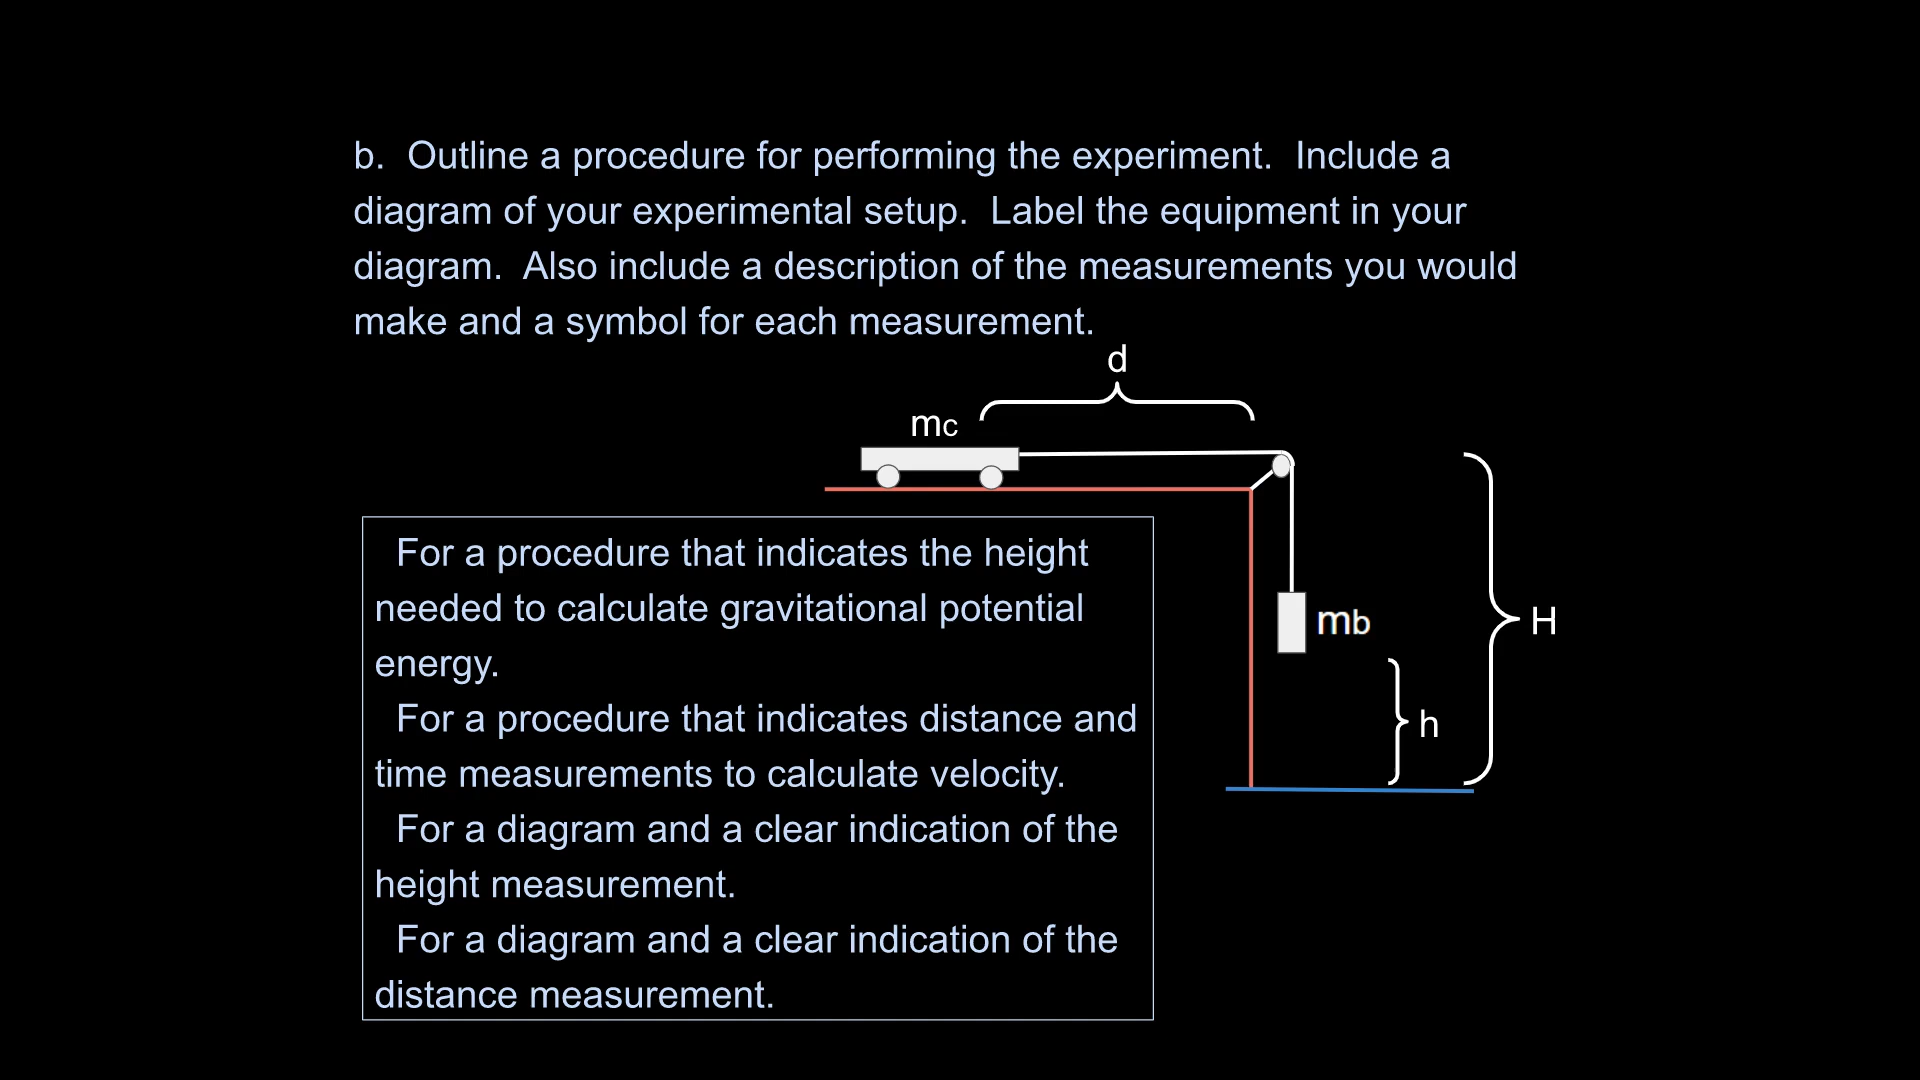 b.  Outline a procedure for performing the experiment.  Include a
diagram of your experimental setup.  Label the equipment in your
diagram.  Also include a description of the measurements you would
make and a symbol for each measurement.
d
mc
For a procedure that indicates the height
needed to calculate gravitational potential
energy.
For a procedure that indicates distance and
time measurements to calculate velocity.
For a diagram and a clear indication of the
height measurement.
For a diagram and a clear indication of the
distance measurement.
mb
H
h